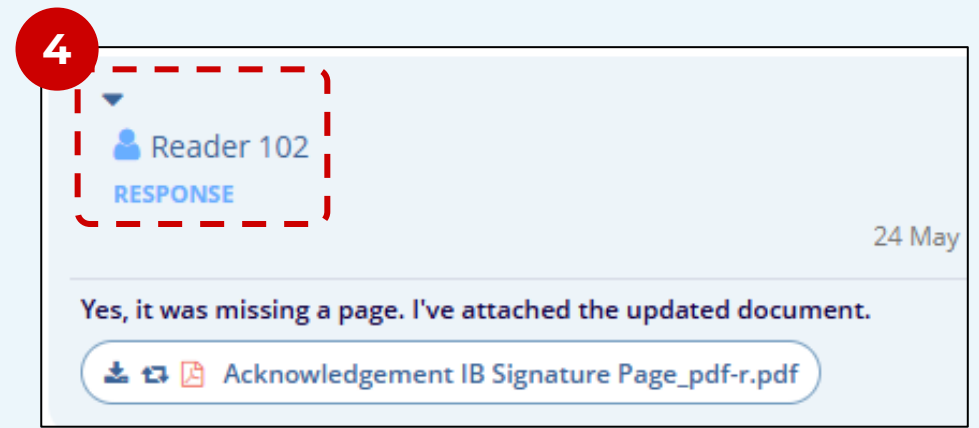 4
Reader 102
RESPONSE
24 May
Yes, it was missing a page. I've attached the updated document.
Acknowledgement IB Signature Page_pdf-r.pdf